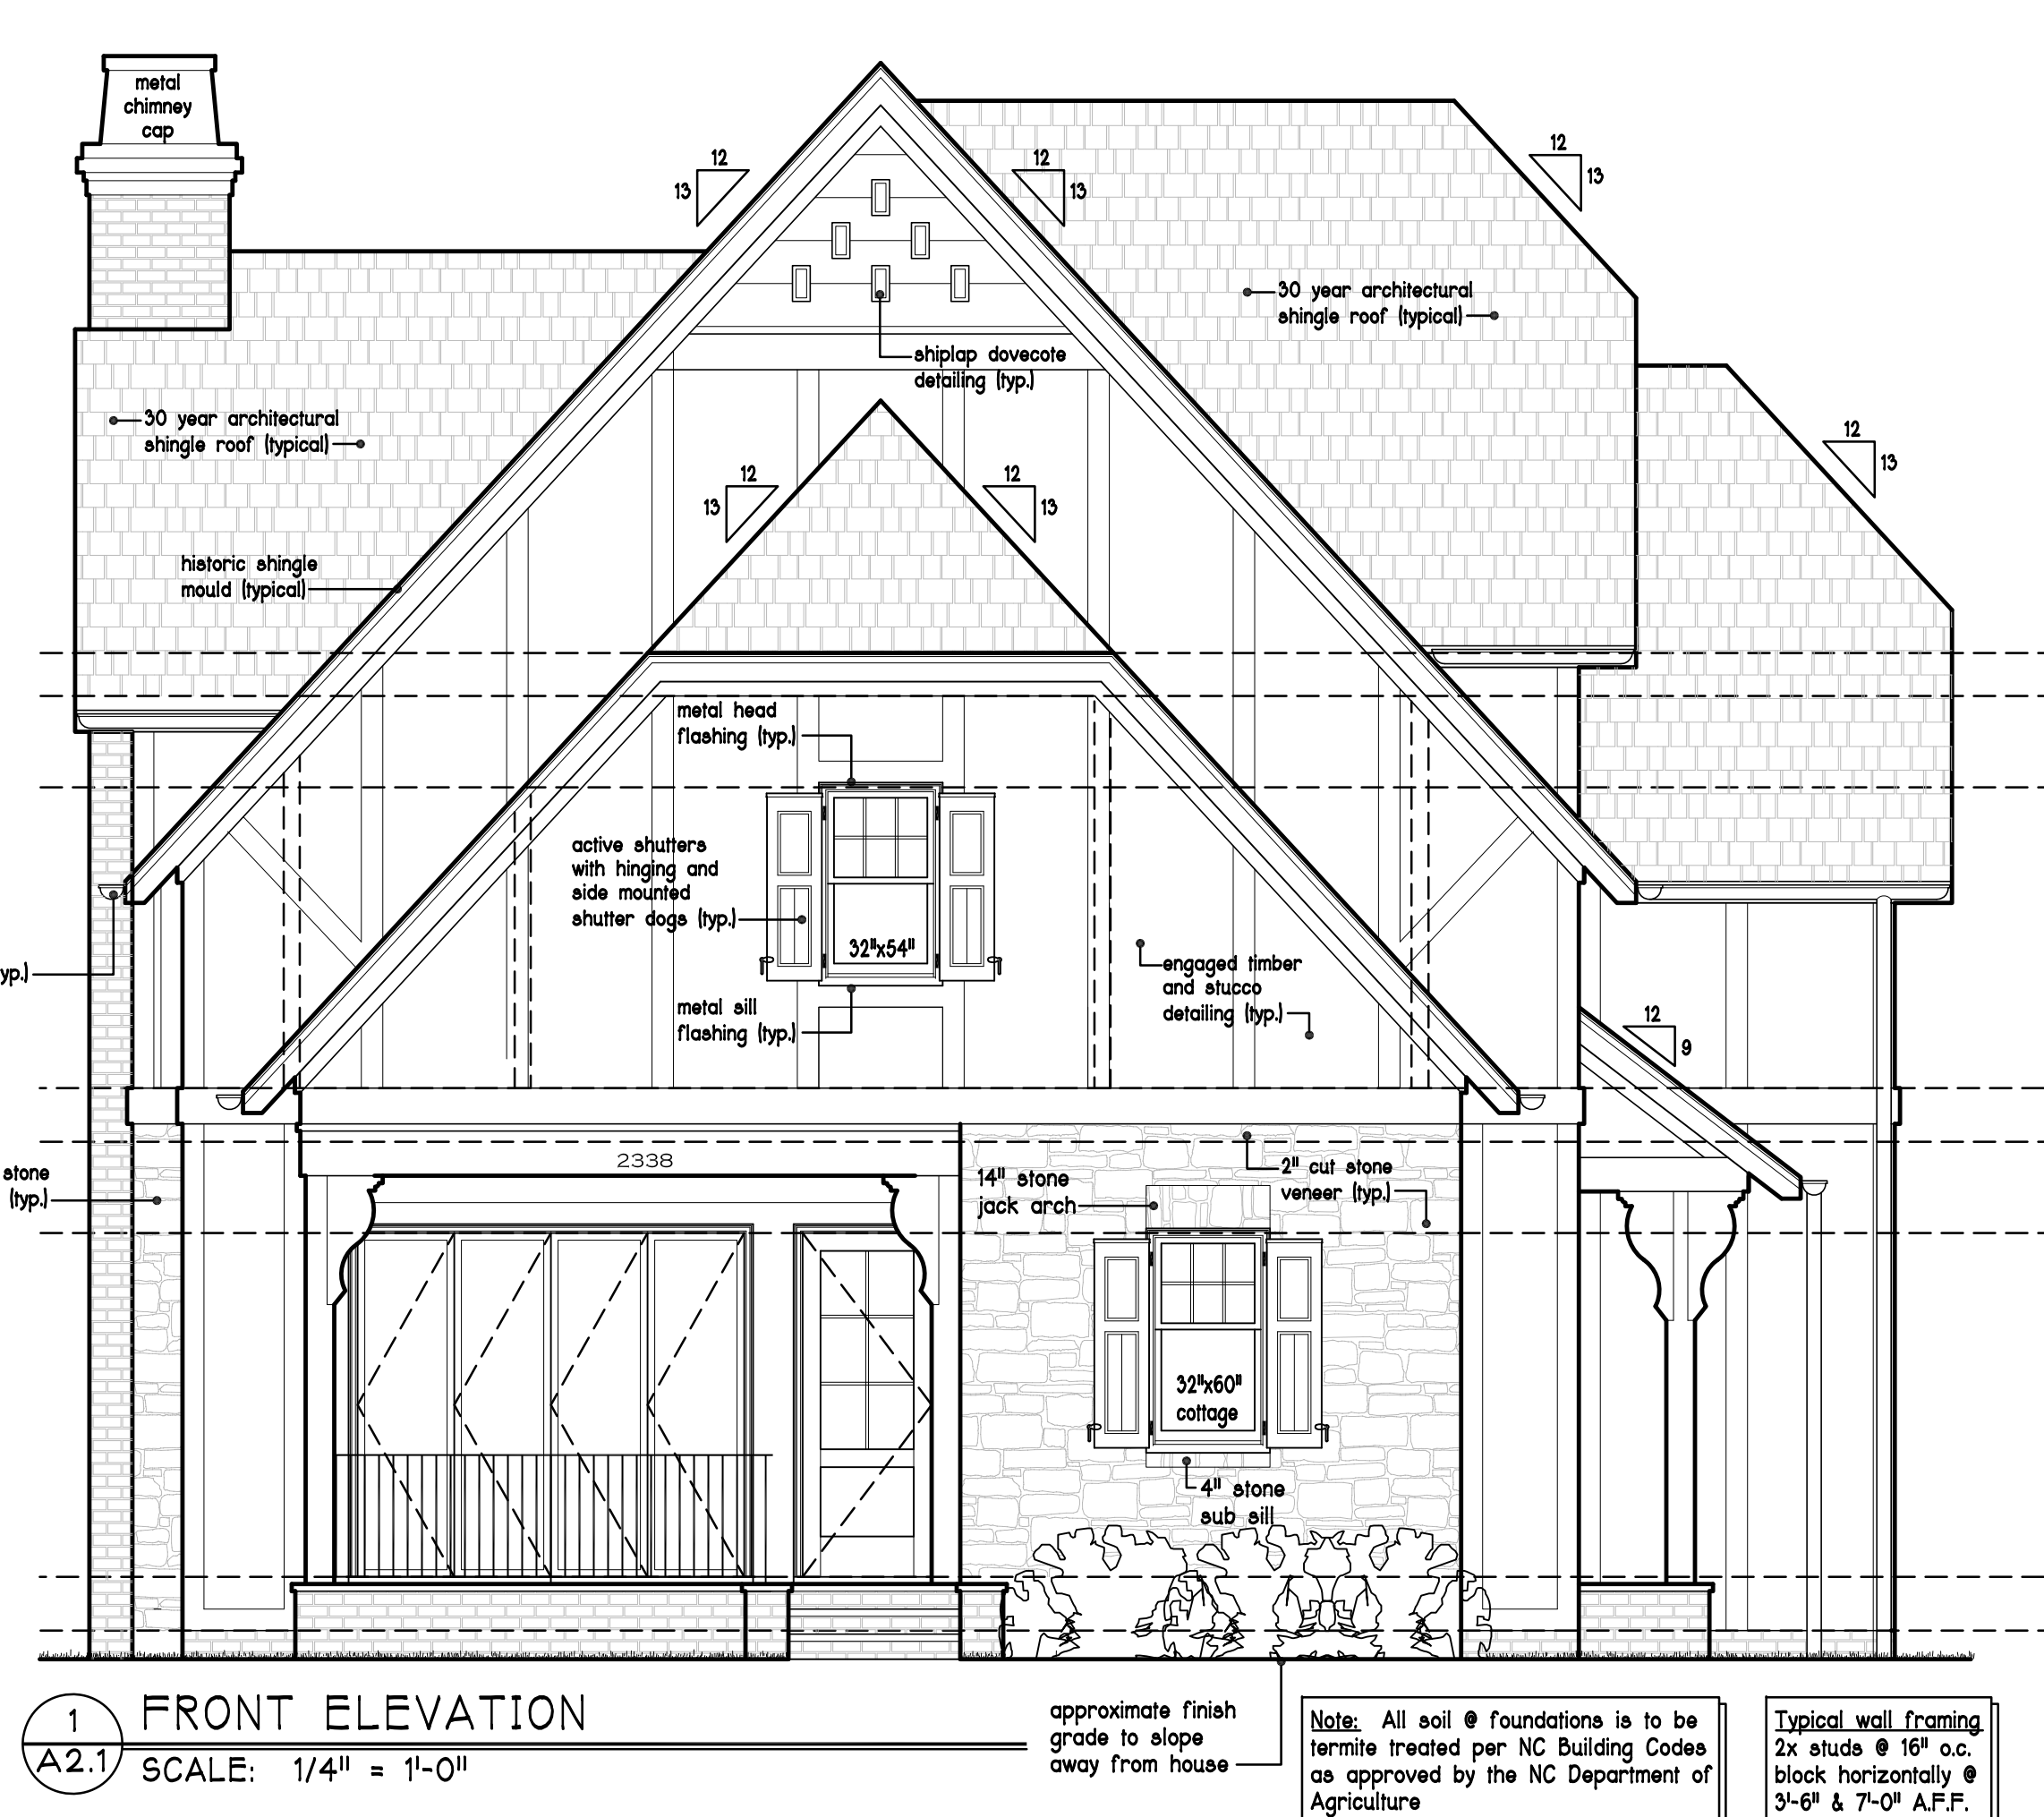 metal
chimney
cap
12
13
12
13
12
13
30 year architectural
shingle roof (typical)
shiplap dovecote
detailing (typ.)
30 year architectural
shingle roof (typical)
12
13
12
13
12
13
historic shingle
mould (typical)
metal head
flashing (typ.)
active shutters
with hinging and
side mounted
shutter dogs (typ.)
32"x54"
engaged timber
and stucco
detailing (typ.)
metal sill
flashing (typ.)
12
9
2338
stone
(typ.)
14" stone
jack arch
2" cut stone
veneer (typ.)
32"x60"
cottage
4" stone
sub sill
1
A2.1
FRONT ELEVATION
SCALE: 1/4" = 1'-0"
approximate finish
grade to slope
away from house
Note: All soil @ foundations is to be
termite treated per NC Building Codes
as approved by the NC Department of
Agriculture
Typical wall framing
2x studs @ 16" o.c.
block horizontally @
3'-6" & 7'-0" A.F.F.